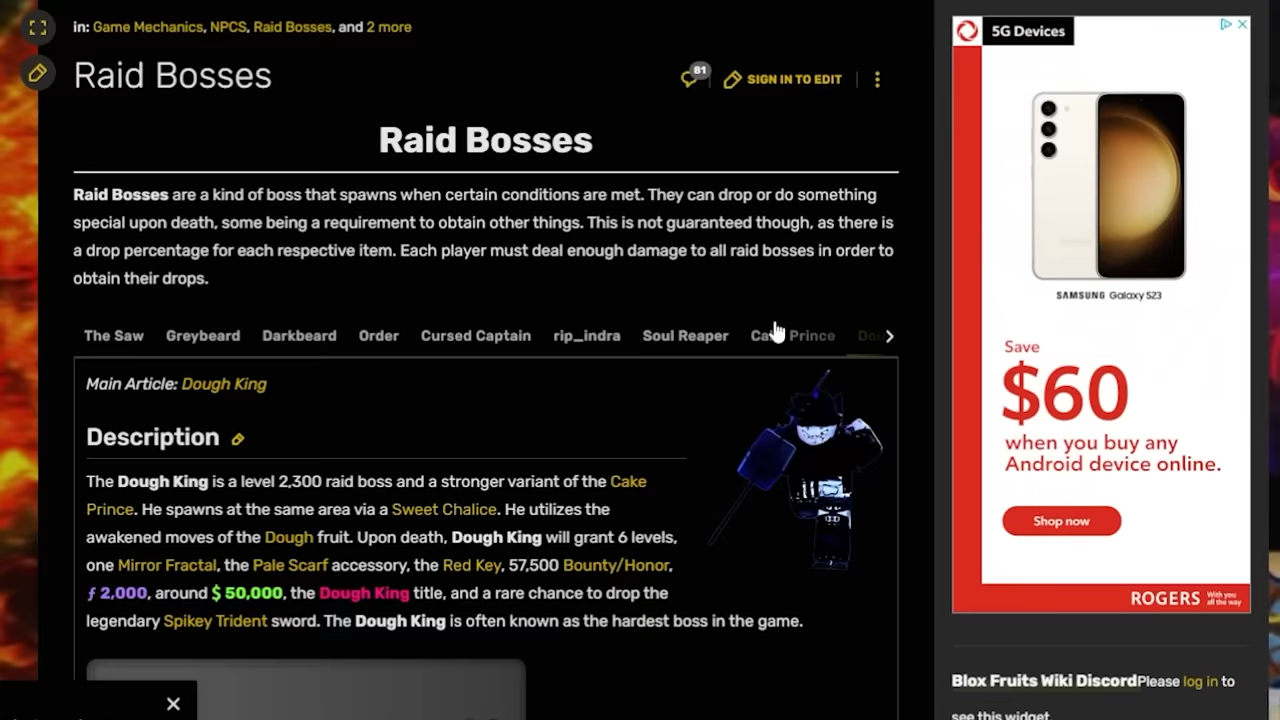 in: Game Mechanics, NPCS, Raid Bosses, and 2 more
Raid Bosses
81
SIGN IN TO EDIT
Raid Bosses
Raid Bosses are a kind of boss that spawns when certain conditions are met. They can drop or do something
special upon death, some being a requirement to obtain other things. This is not guaranteed though, as there is
a drop percentage for each respective item. Each player must deal enough damage to all raid bosses in order to
obtain their drops.
The Saw Greybeard Darkbeard Order Cursed Captain rip_indra Soul Reaper Prince
Main Article: Dough King
Description
The Dough King is a level 2,300 raid boss and a stronger variant of the Cake
Prince. He spawns at the same area via a Sweet Chalice. He utilizes the
awakened moves of the Dough fruit. Upon death, Dough King will grant 6 levels,
one Mirror Fractal, the Pale Scarf accessory, the Red Key, 57,500 Bounty/Honor,
ƒ 2,000, around $ 50,000, the Dough King title, and a rare chance to drop the
legendary Spikey Trident sword. The Dough King is often known as the hardest boss in the game.
5G Devices
SAMSUNG Galaxy S23
Save
$60
when you buy any
Android device online.
Shop now
ROGERS With you
all the way
Blox Fruits Wiki DiscordPlease log in to
see this widget.